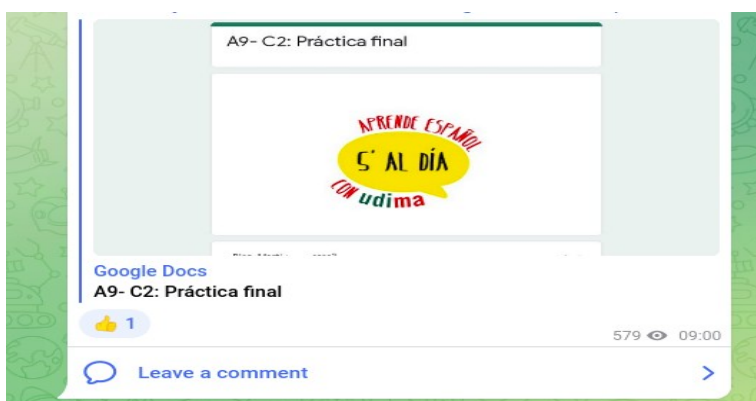 A9- C2: Práctica final
APRENDE ESPAÑOL
5' AL DÍA
CON udima
Google Docs
A9- C2: Práctica final
1
579 09:00
Leave a comment